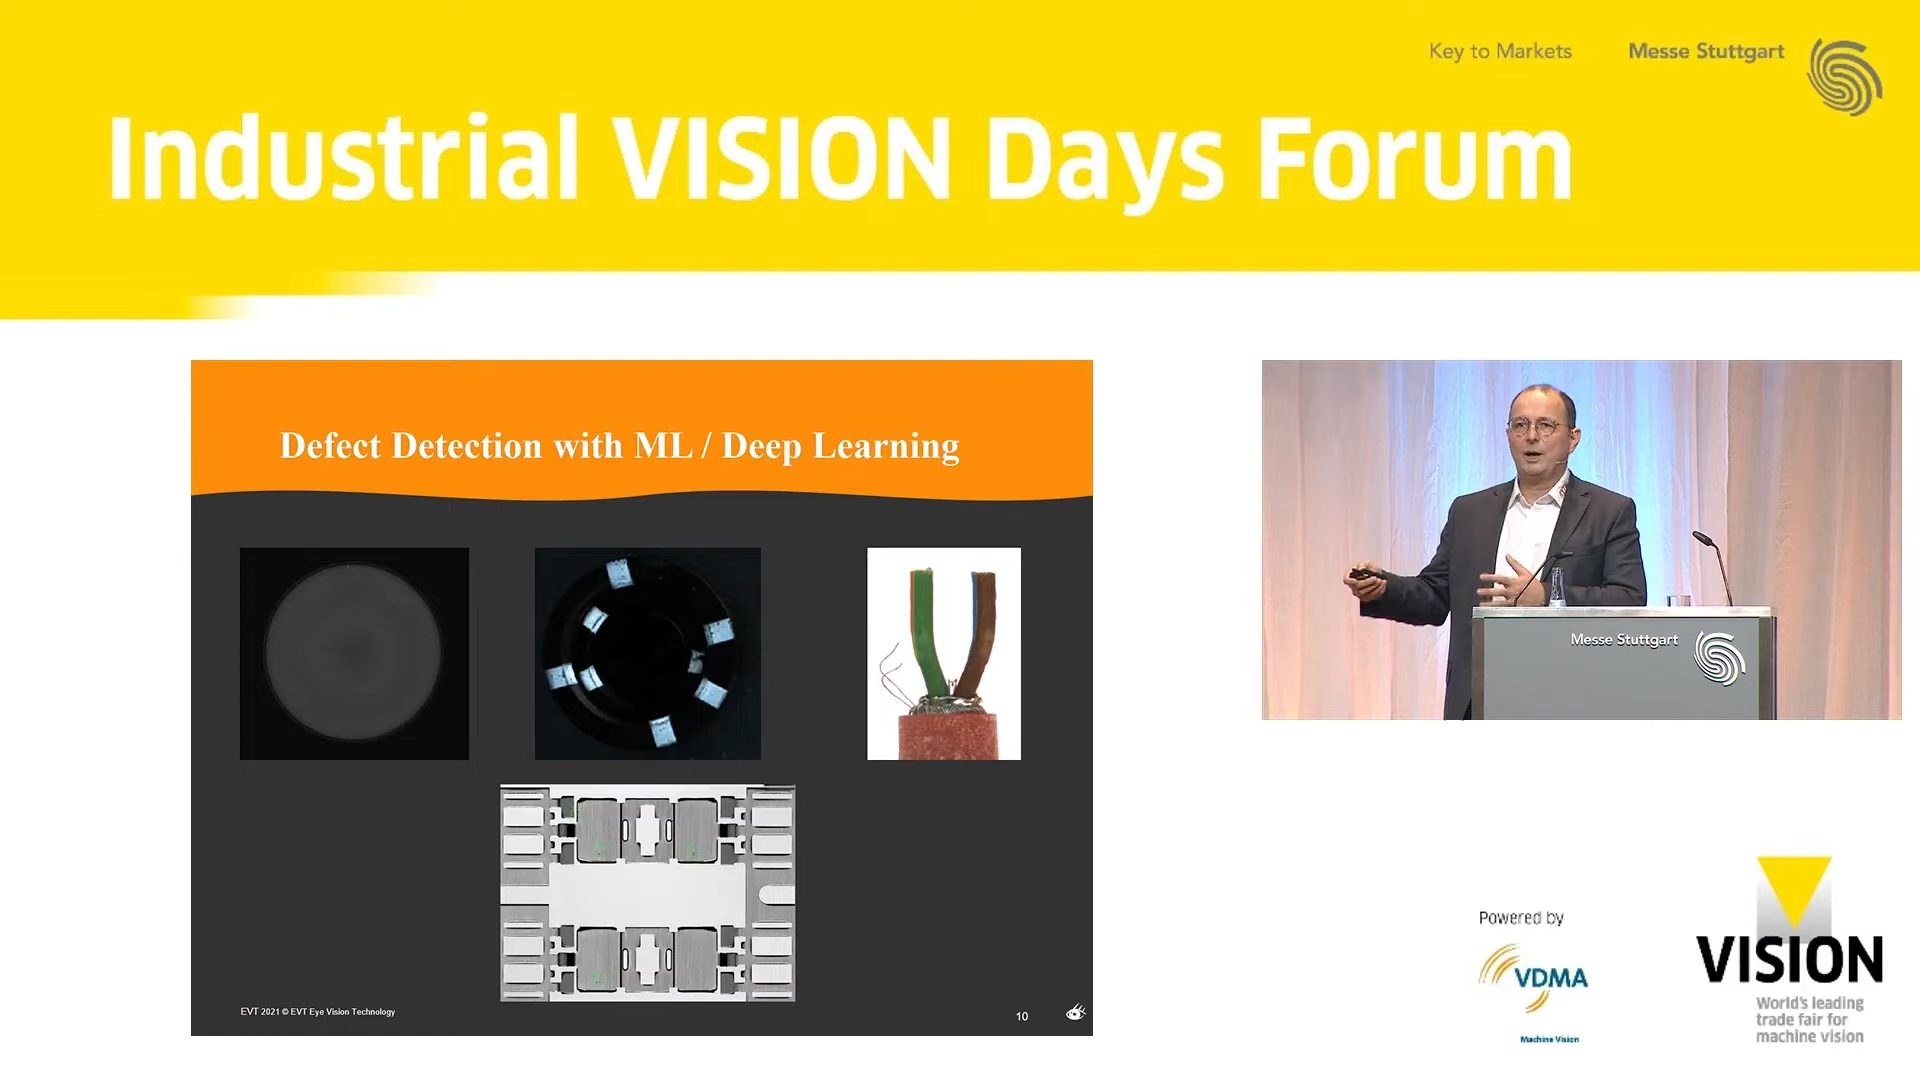 Key to Markets
Messe Stuttgart
Industrial VISION Days Forum
Defect Detection with ML / Deep Learning
EVT 2021 © EVT Eye Vision Technology
10
Messe Stuttgart
Powered by
VDMA
Machine Vision
VISION
World's leading
trade fair for
machine vision